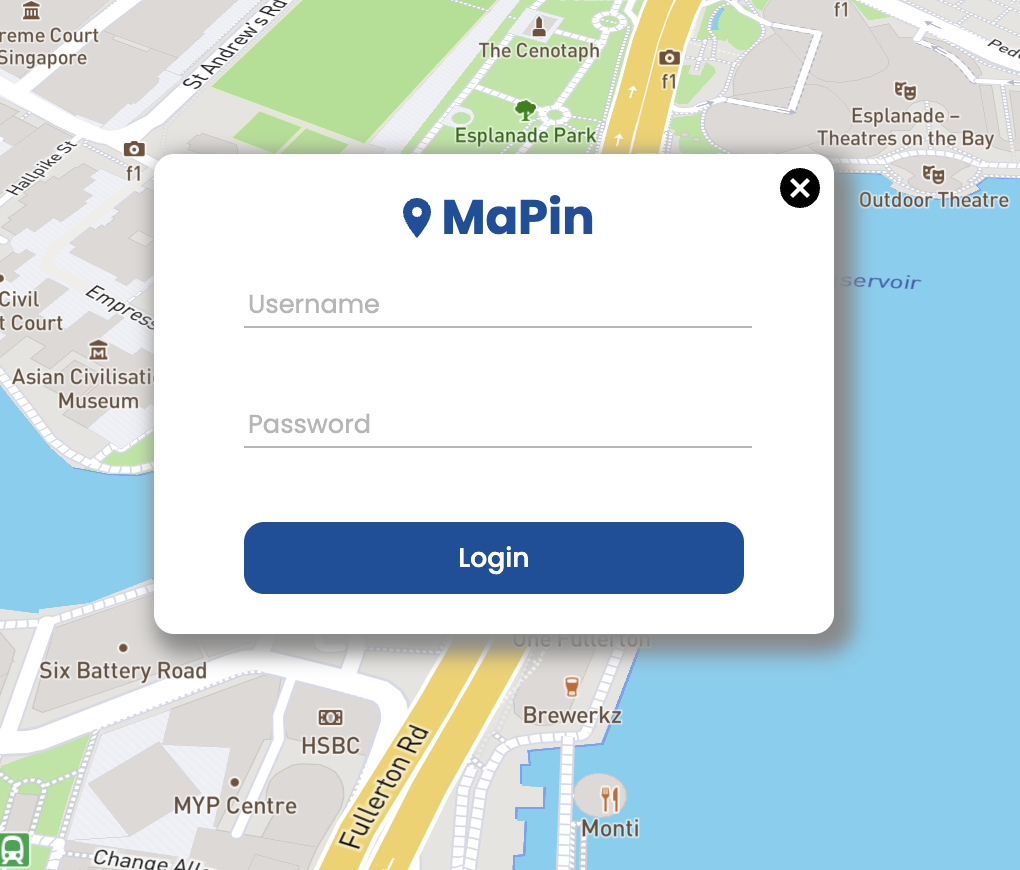 f1
St Andrew's Rd
reme Court
Singapore
The Cenotaph
f1
Esplanade –
Theatres on the Bay
Esplanade Park
Hallpike St
f1
Outdoor Theatre
MaPin
servoir
Username
Civil
t Court
Empress
Asian Civilisati
Museum
Password
Login
One Fullerton
Six Battery Road
Brewerkz
HSBC
Fullerton Rd
MYP Centre
Monti
Change Alle